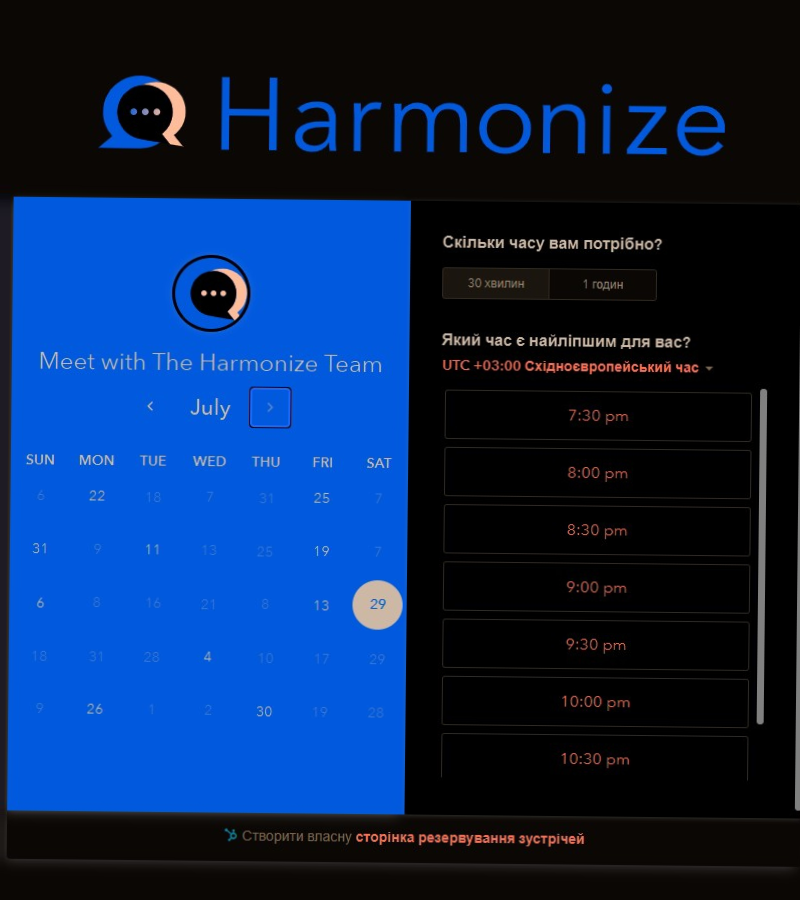 Harmonize
Meet with The Harmonize Team
July
SUN MON TUE WED THU FRI SAT
6 22 18 7 31 25 7
31 9 11 13 25 19 7
6 8 16 21 8 13 29
18 31 28 4 10 17 29
9 26 1 2 30 19 28
Скільки часу вам потрібно?
30 хвилин 1 годин
Який час є найліпшим для вас?
UTC +03:00 Східноєвропейський час
7:30 pm
8:00 pm
8:30 pm
9:00 pm
9:30 pm
10:00 pm
10:30 pm
Створити власну сторінка резервування зустрічей